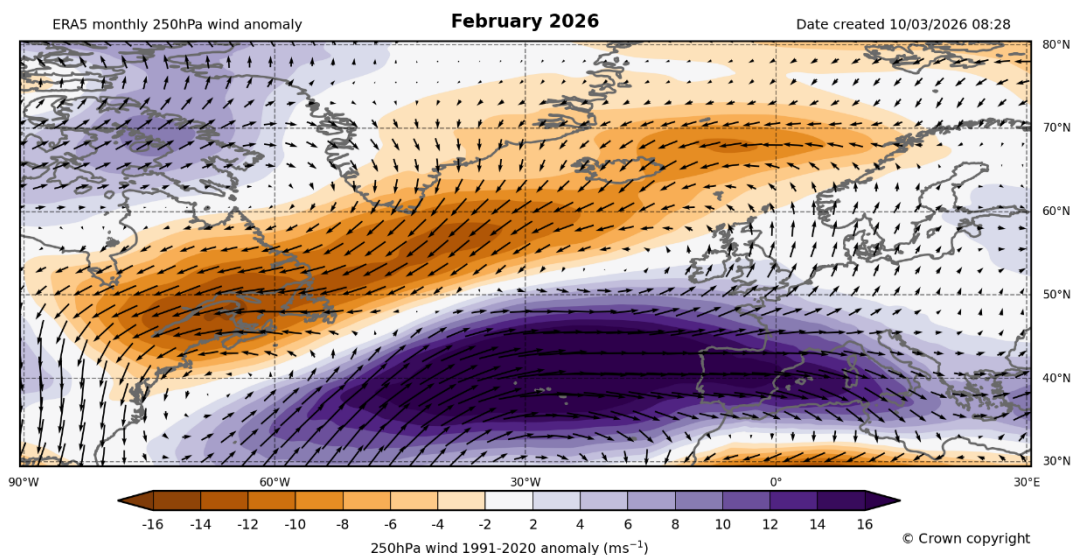 ERA5 monthly 250hPa wind anomaly
February 2026
Date created 10/03/2026 08:28
80°N
70°N
60°N
50°N
40°N
30°N
90°W 60°W 30°W 0° 30°E
-16 -14 -12 -10 -8 -6 -4 -2 2 4 6 8 10 12 14 16
250hPa wind 1991-2020 anomaly (ms⁻¹)
© Crown copyright